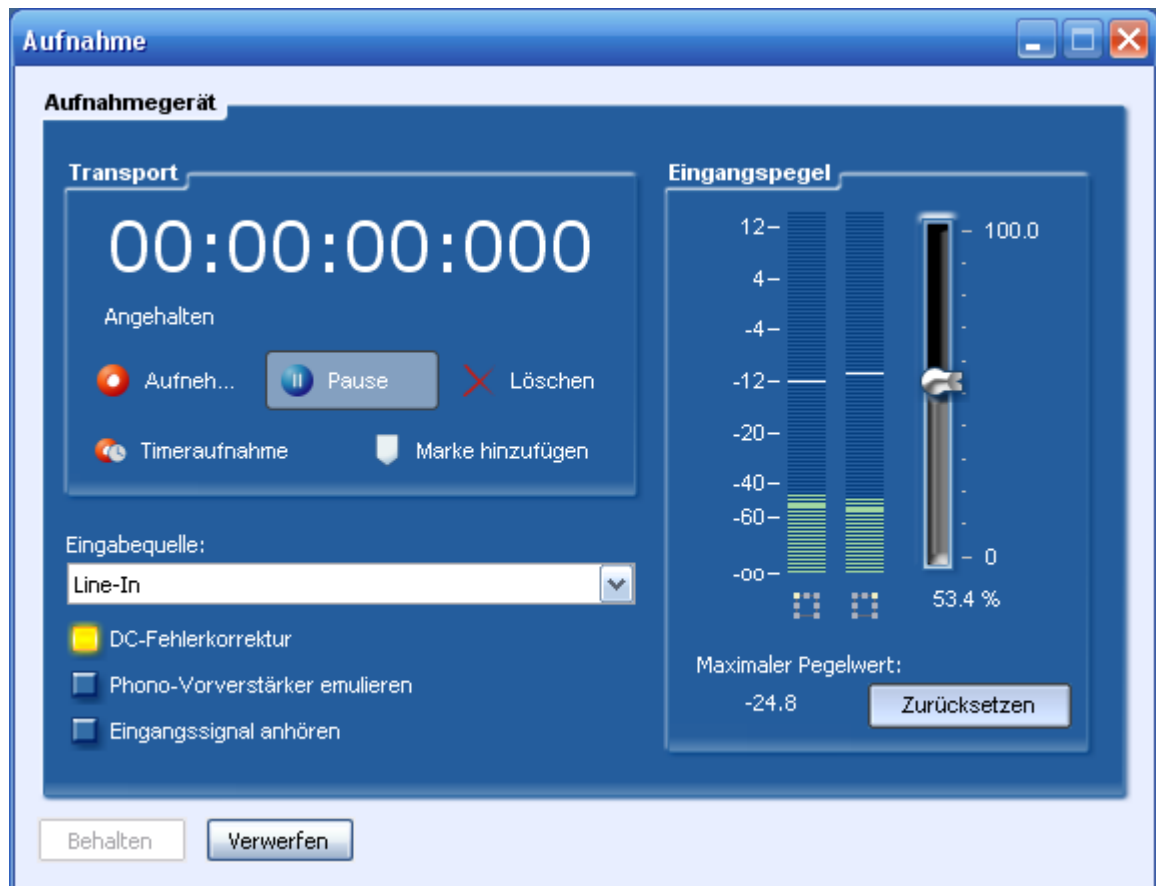 Aufnahme
Aufnahmegerät
Transport
00:00:00:000
Angehalten
Aufneh...
Pause
Löschen
Timeraufnahme
Marke hinzufügen
Eingabequelle:
Line-In
DC-Fehlerkorrektur
Phono-Vorverstärker emulieren
Eingangssignal anhören
Eingangspegel
12
4
-4
-12
-20
-40
-60
-oo
100.0
0
53.4 %
Maximaler Pegelwert:
-24.8
Zurücksetzen
Behalten
Verwerfen